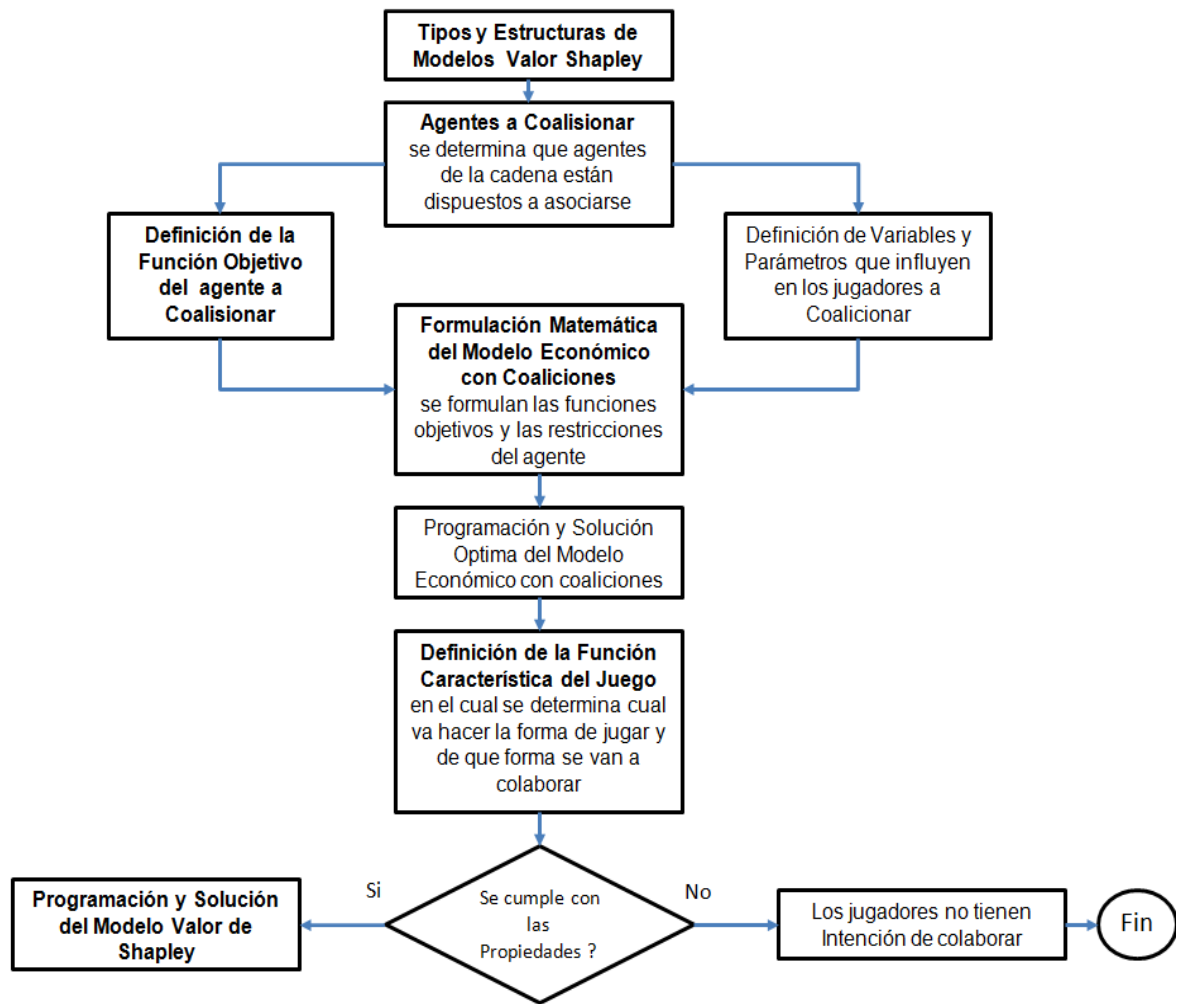 Tipos y Estructuras de
Modelos Valor Shapley
Agentes a Coalisionar
se determina que agentes
de la cadena están
dispuestos a asociarse
Definición de la
Función Objetivo
del agente a
Coalisionar
Definición de Variables y
Parámetros que influyen
en los jugadores a
Coalicionar
Formulación Matemática
del Modelo Económico
con Coaliciones
se formulan las funciones
objetivos y las restricciones
del agente
Programación y Solución
Optima del Modelo
Económico con coaliciones
Definición de la Función
Característica del Juego
en el cual se determina cual
va hacer la forma de jugar y
de que forma se van a
colaborar
Se cumple con
las
Propiedades ?
Si
No
Programación y Solución
del Modelo Valor de
Shapley
Los jugadores no tienen
Intención de colaborar
Fin